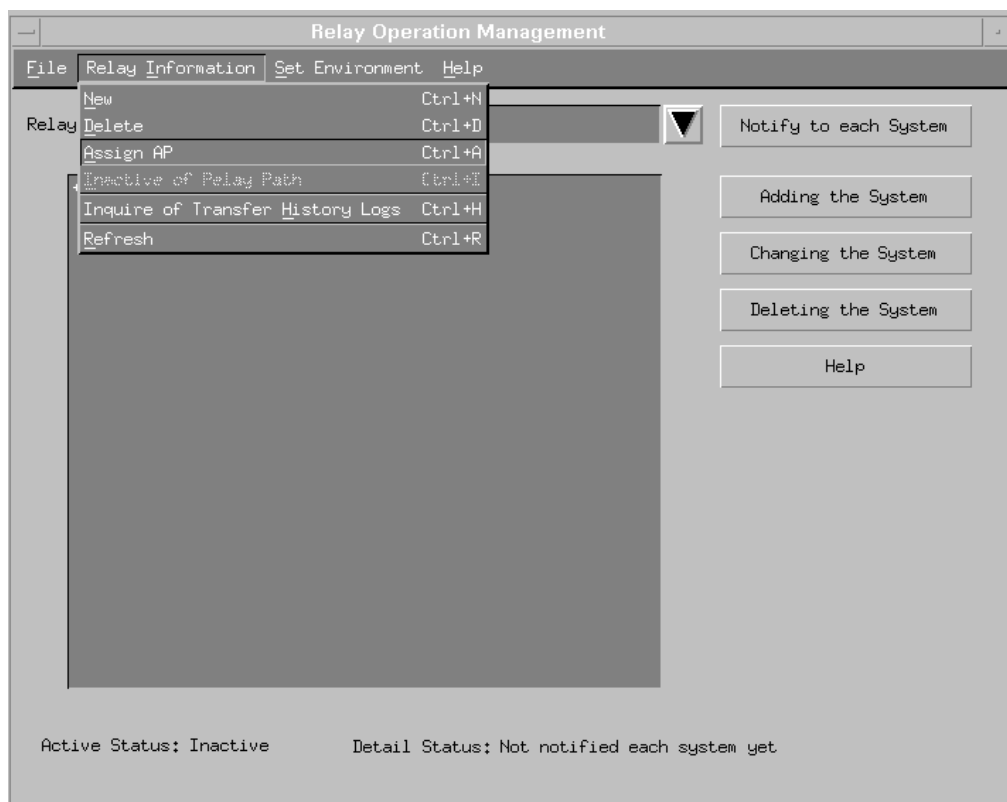 Relay Operation Management
File Relay Information Set Environment Help
New Ctrl+N
Relay
Delete Ctrl+D
Notify to each System
Assign AP Ctrl+A
Inactive of Relay Path Ctrl+I
Adding the System
Inquire of Transfer History Logs Ctrl+H
Refresh Ctrl+R
Changing the System
Deleting the System
Help
Active Status: Inactive Detail Status: Not notified each system yet